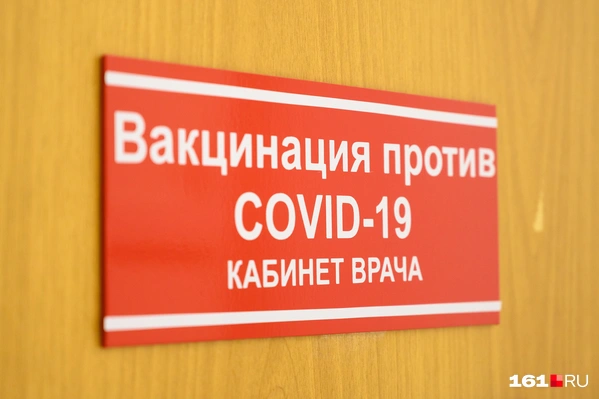 Вакцинация против
COVID-19
КАБИНЕТ ВРАЧА
161.RU